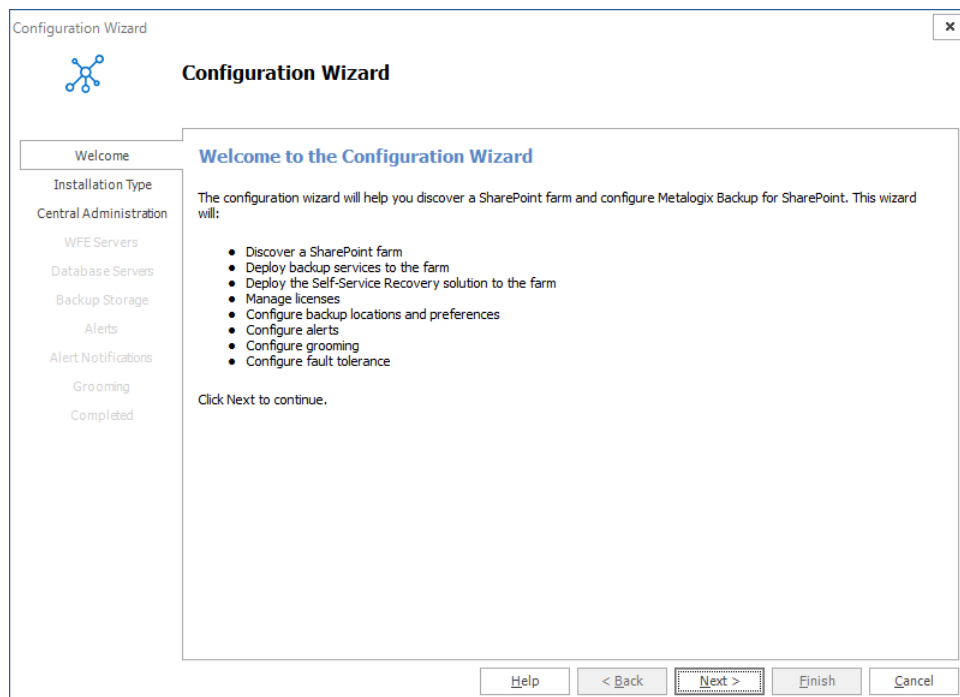 Configuration Wizard
Configuration Wizard
Welcome
Installation Type
Central Administration
WFE Servers
Database Servers
Backup Storage
Alerts
Alert Notifications
Grooming
Completed
Welcome to the Configuration Wizard
The configuration wizard will help you discover a SharePoint farm and configure Metalogix Backup for SharePoint. This wizard
will:
● Discover a SharePoint farm
● Deploy backup services to the farm
● Deploy the Self-Service Recovery solution to the farm
● Manage licenses
● Configure backup locations and preferences
● Configure alerts
● Configure grooming
● Configure fault tolerance
Click Next to continue.
Help < Back Next > Finish Cancel